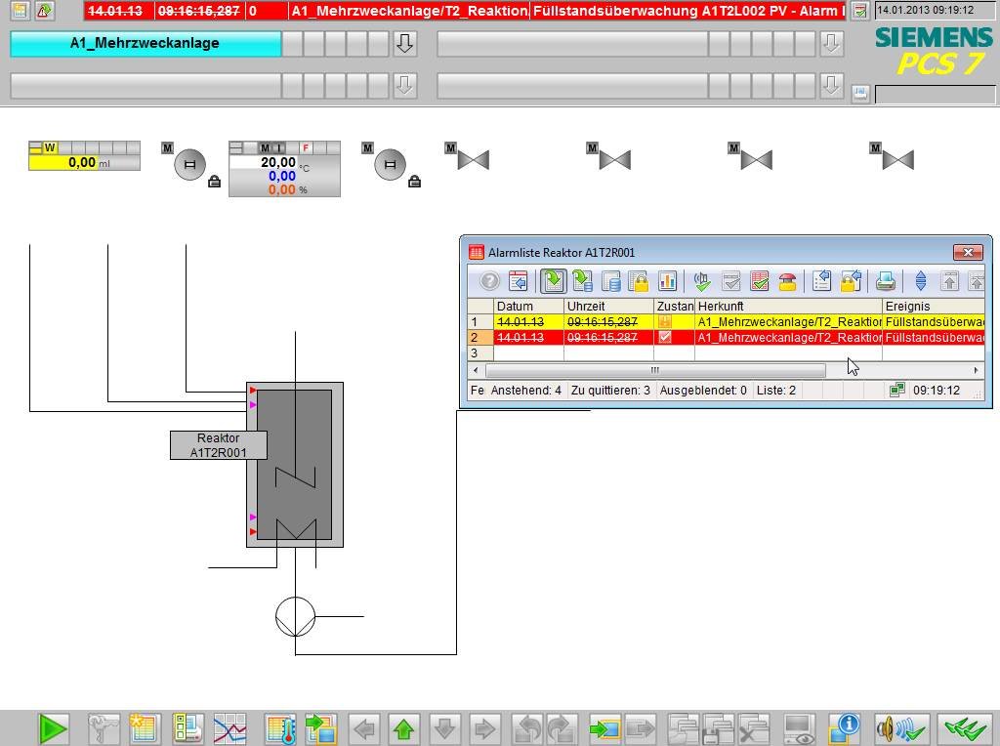 14.01.13 09:16:15,287 0 A1_Mehrzweckanlage/T2_Reaktion. Füllstandsüberwachung A1T2L002 PV - Alarm
14.01.2013 09:19:12
A1_Mehrzweckanlage
SIEMENS
PCS 7
W
0,00 ml
M
M I F
20,00 °C
0,00
0,00 %
M
M
M
M
M
Alarmliste Reaktor A1T2R001
Datum Uhrzeit Zustan Herkunft Ereignis
1 14.01.13 09:16:15,287 A1_Mehrzweckanlage/T2_Reaktion Füllstandsüberwa
2 14.01.13 09:16:15,287 A1_Mehrzweckanlage/T2_Reaktion Füllstandsüberwa
3
Fe Anstehend: 4 Zu quittieren: 3 Ausgeblendet: 0 Liste: 2 09:19:12
Reaktor
A1T2R001